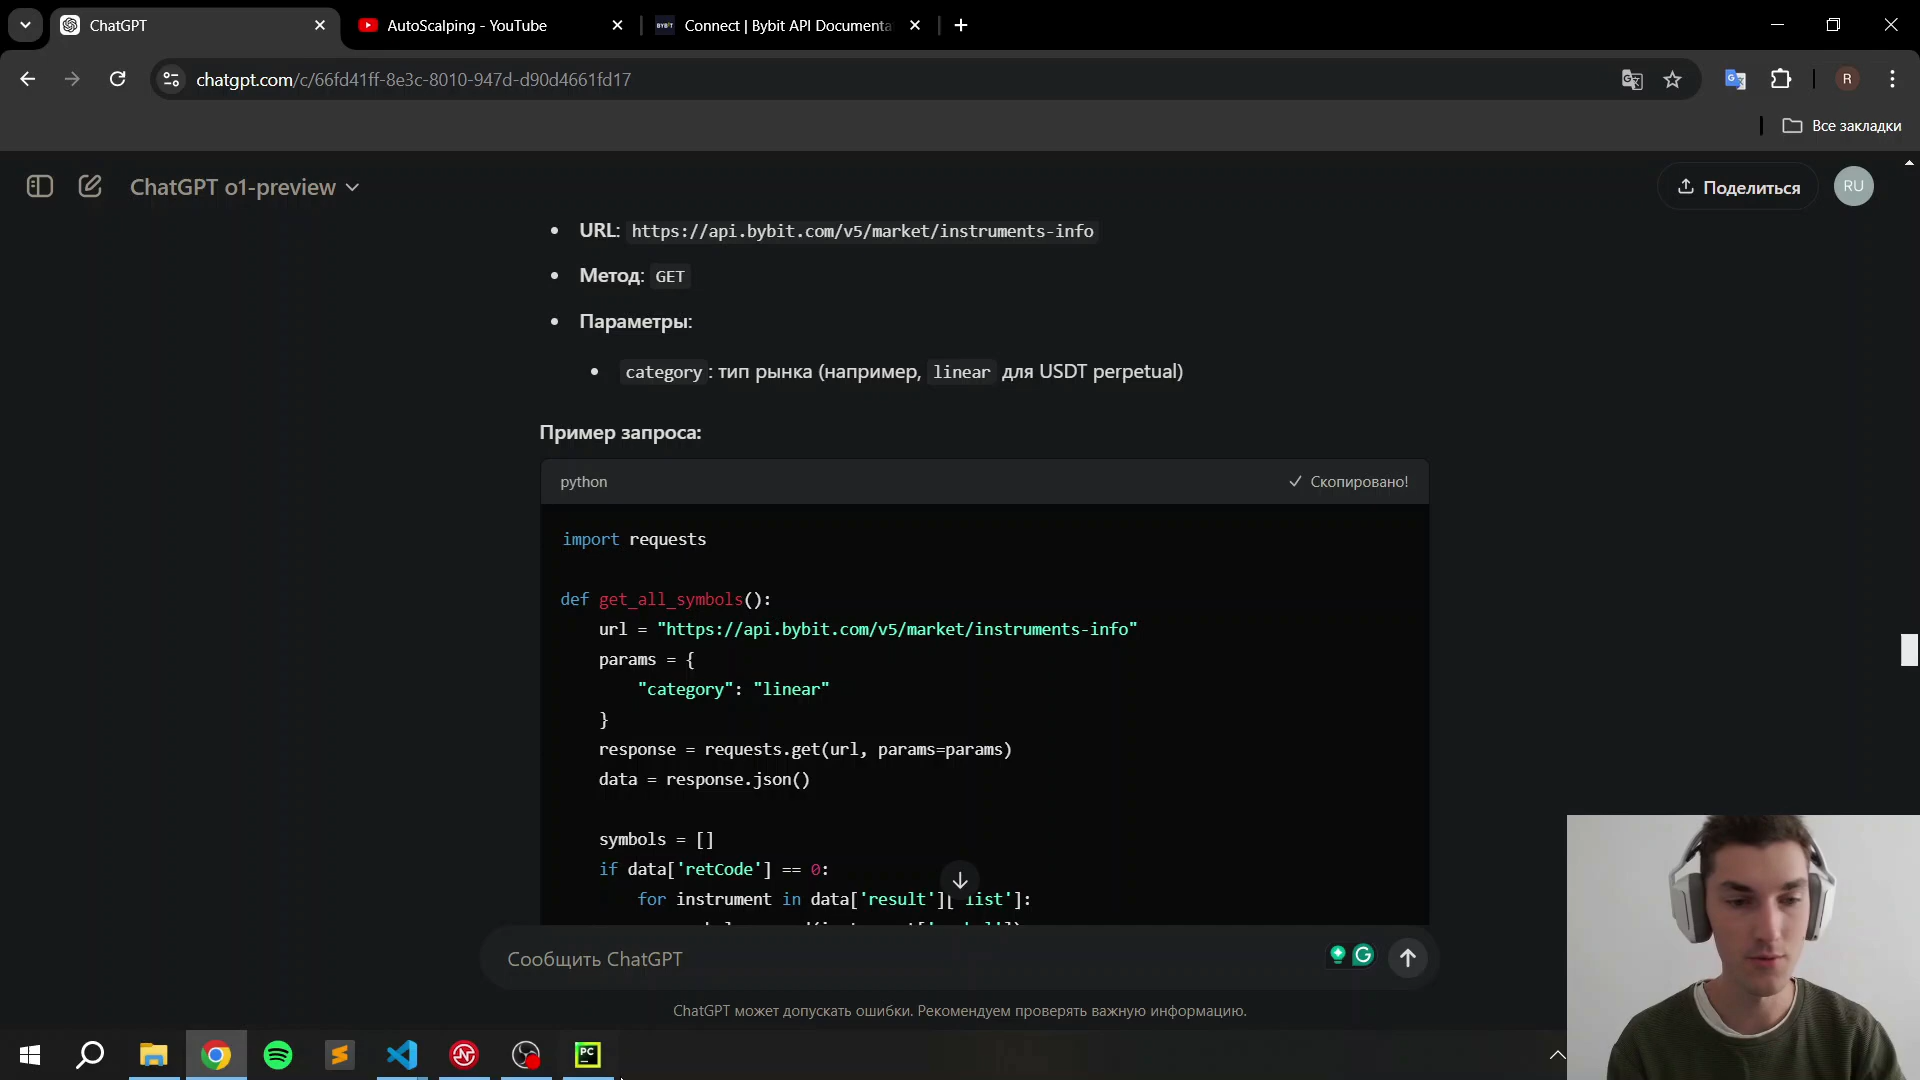 ChatGPT
AutoScalping - YouTube
BYBIT
Connect | Bybit API Documenta
chatgpt.com/c/66fd41ff-8e3c-8010-947d-d90d4661fd17
R
Все закладки
ChatGPT o1-preview
Поделиться
RU
URL: https://api.bybit.com/v5/market/instruments-info
Метод: GET
Параметры:
category : тип рынка (например, linear для USDT perpetual)
Пример запроса:
python
Скопировано!
import requests
def get_all_symbols():
url = "https://api.bybit.com/v5/market/instruments-info"
params = {
"category": "linear"
}
response = requests.get(url, params=params)
data = response.json()
symbols = []
if data['retCode'] == 0:
for instrument in data['result']['list']:
Сообщить ChatGPT
ChatGPT может допускать ошибки. Рекомендуем проверять важную информацию.
PC